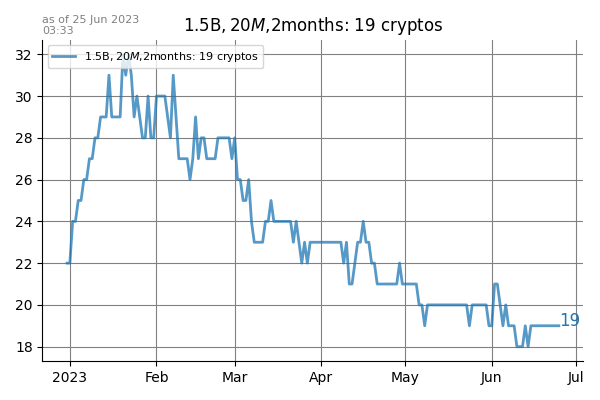 as of 25 Jun 2023
03:33
1.5B, 20M,2months: 19 cryptos
1.5B, 20M,2months: 19 cryptos
32
30
28
26
24
22
20
18
19
2023 Feb Mar Apr May Jun Jul